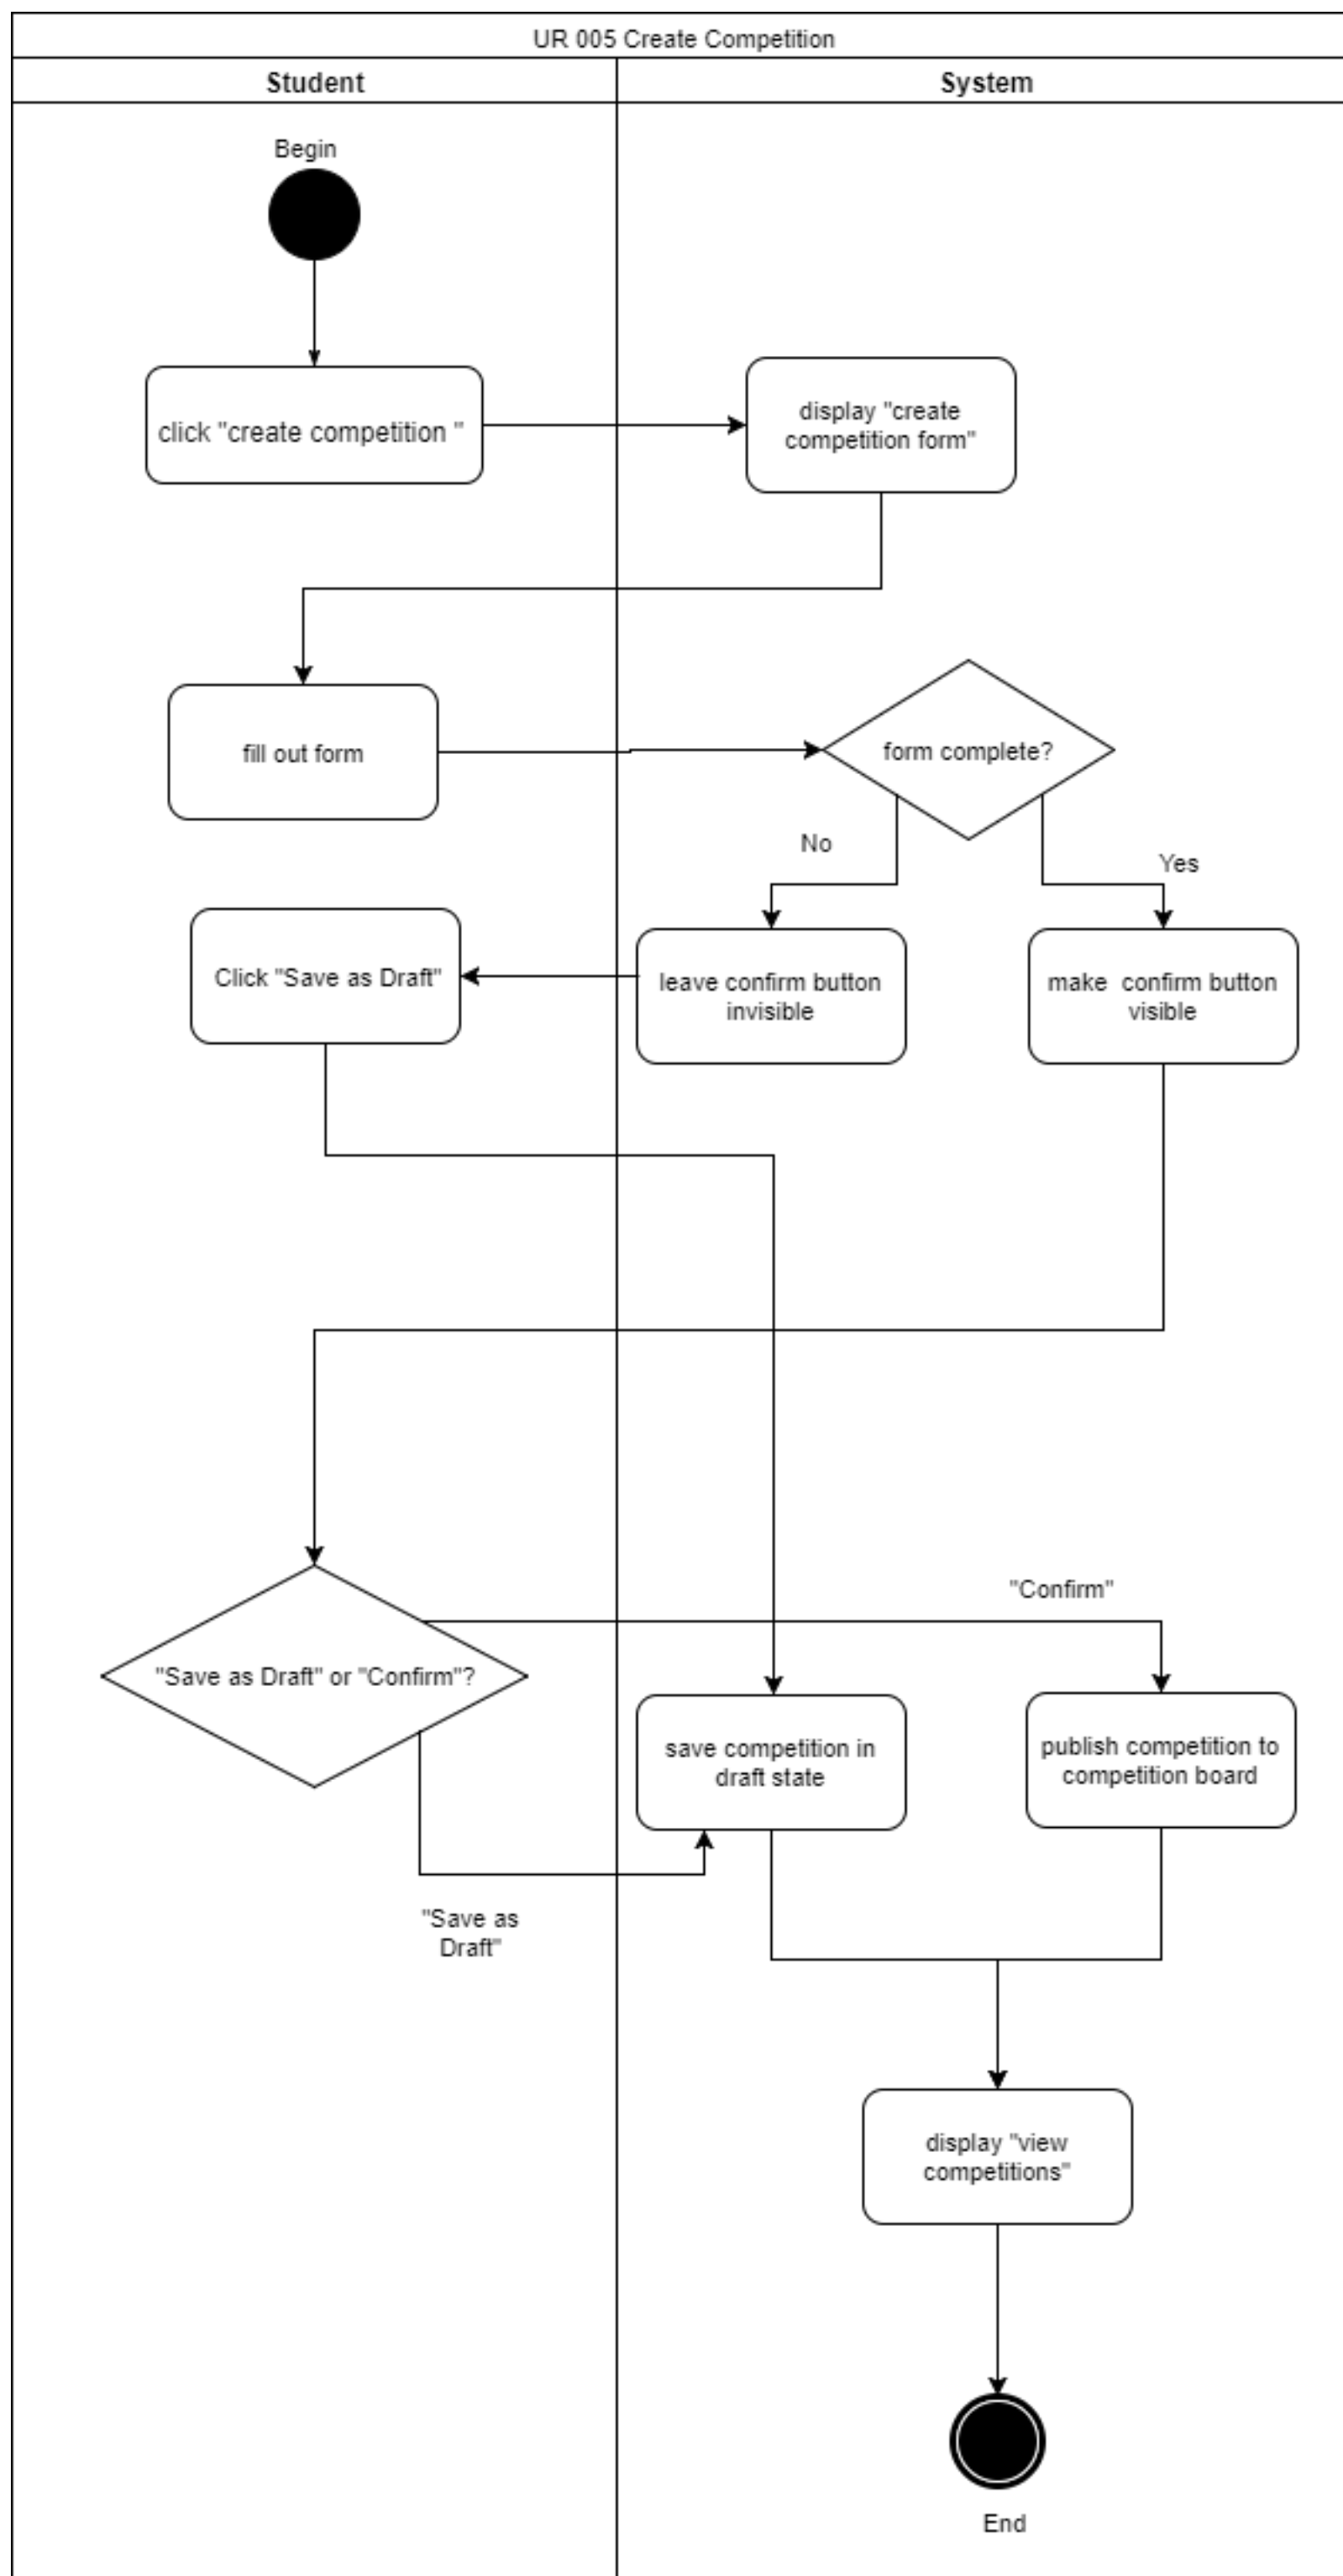 UR 005 Create Competition
Student
System
Begin
click "create competition "
display "create
competition form"
fill out form
form complete?
No
Yes
Click "Save as Draft"
leave confirm button
invisible
make  confirm button
visible
"Confirm"
"Save as Draft" or "Confirm"?
save competition in
draft state
publish competition to
competition board
"Save as
Draft"
display "view
competitions"
End